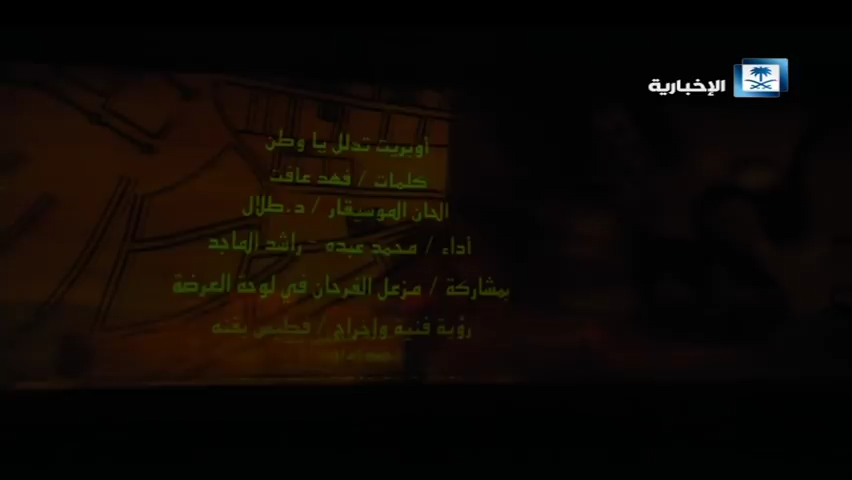 الإخبارية
أوبريت تدلل يا وطن
كلمات / فهد عافت
الحان الموسيقار / د.طلال
أداء / محمد عبده - راشد الماجد
بمشاركة / مزعل الفرحان في لوحة العرضة
رؤية فنية وإخراج / فطيس بقنه